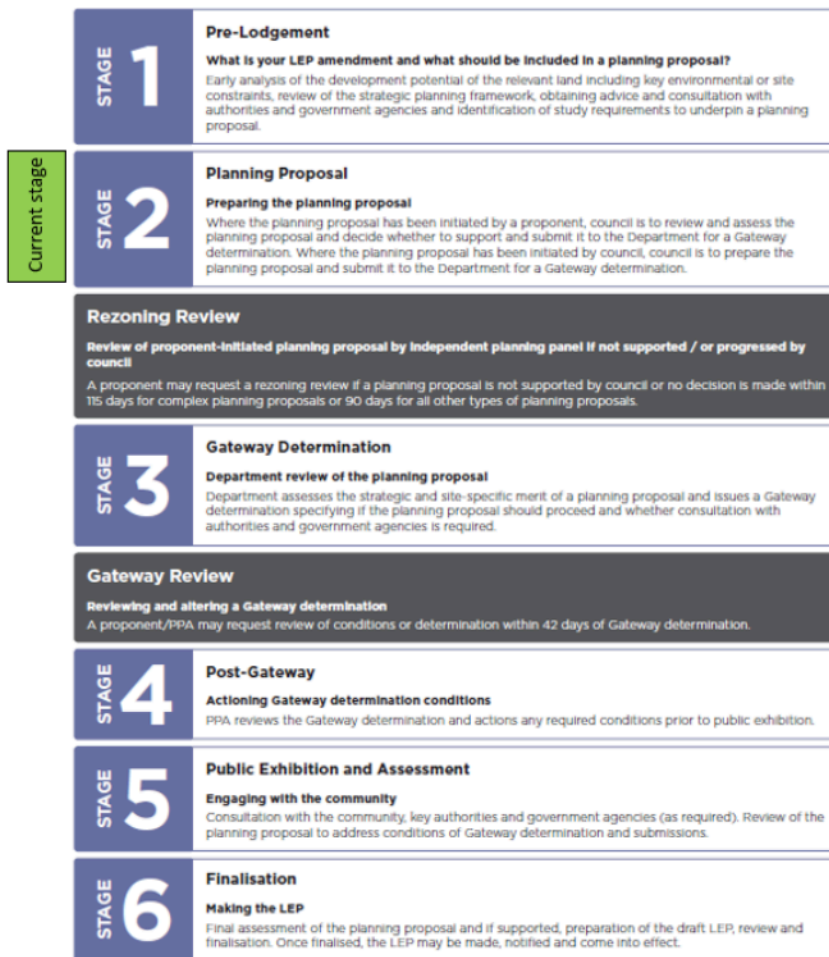 STAGE 1
Pre-Lodgement
What is your LEP amendment and what should be included in a planning proposal?
Early analysis of the development potential of the relevant land including key environmental or site
constraints, review of the strategic planning framework, obtaining advice and consultation with
authorities and government agencies and identification of study requirements to underpin a planning
proposal.
Current stage
STAGE 2
Planning Proposal
Preparing the planning proposal
Where the planning proposal has been initiated by a proponent, council is to review and assess the
planning proposal and decide whether to support and submit it to the Department for a Gateway
determination. Where the planning proposal has been initiated by council, council is to prepare the
planning proposal and submit it to the Department for a Gateway determination.
Rezoning Review
Review of proponent-initiated planning proposal by independent planning panel if not supported / or progressed by
council
A proponent may request a rezoning review if a planning proposal is not supported by council or no decision is made within
115 days for complex planning proposals or 90 days for all other types of planning proposals.
STAGE 3
Gateway Determination
Department review of the planning proposal
Department assesses the strategic and site-specific merit of a planning proposal and issues a Gateway
determination specifying if the planning proposal should proceed and whether consultation with
authorities and government agencies is required.
Gateway Review
Reviewing and altering a Gateway determination
A proponent/PPA may request review of conditions or determination within 42 days of Gateway determination.
STAGE 4
Post-Gateway
Actioning Gateway determination conditions
PPA reviews the Gateway determination and actions any required conditions prior to public exhibition.
STAGE 5
Public Exhibition and Assessment
Engaging with the community
Consultation with the community, key authorities and government agencies (as required). Review of the
planning proposal to address conditions of Gateway determination and submissions.
STAGE 6
Finalisation
Making the LEP
Final assessment of the planning proposal and if supported, preparation of the draft LEP, review and
finalisation. Once finalised, the LEP may be made, notified and come into effect.